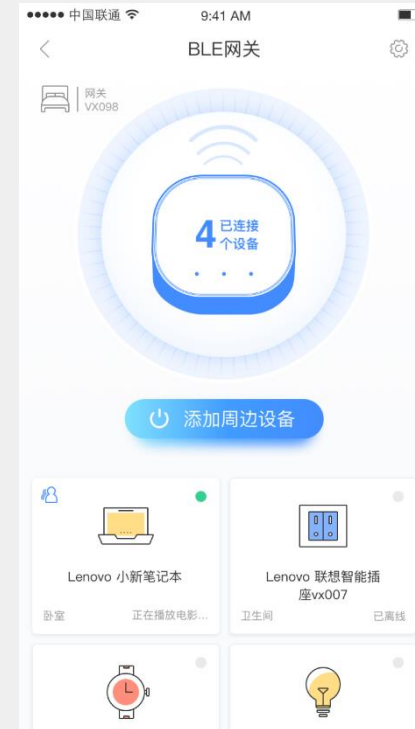 中国联通 9:41 AM
BLE网关
网关
VX098
4 已连接
个设备
添加周边设备
Lenovo 小新笔记本
卧室 正在播放电影...
Lenovo 联想智能插
座vx007
卫生间 已离线